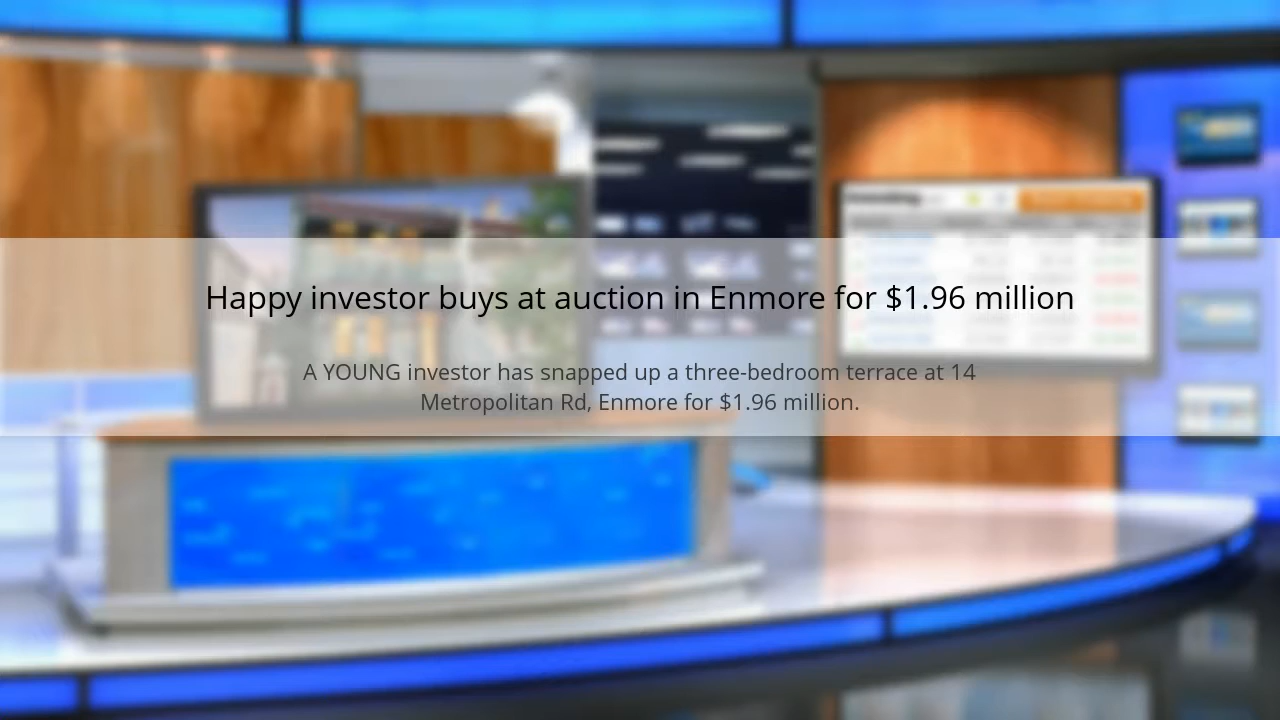 Happy investor buys at auction in Enmore for $1.96 million
A YOUNG investor has snapped up a three-bedroom terrace at 14
Metropolitan Rd, Enmore for $1.96 million.